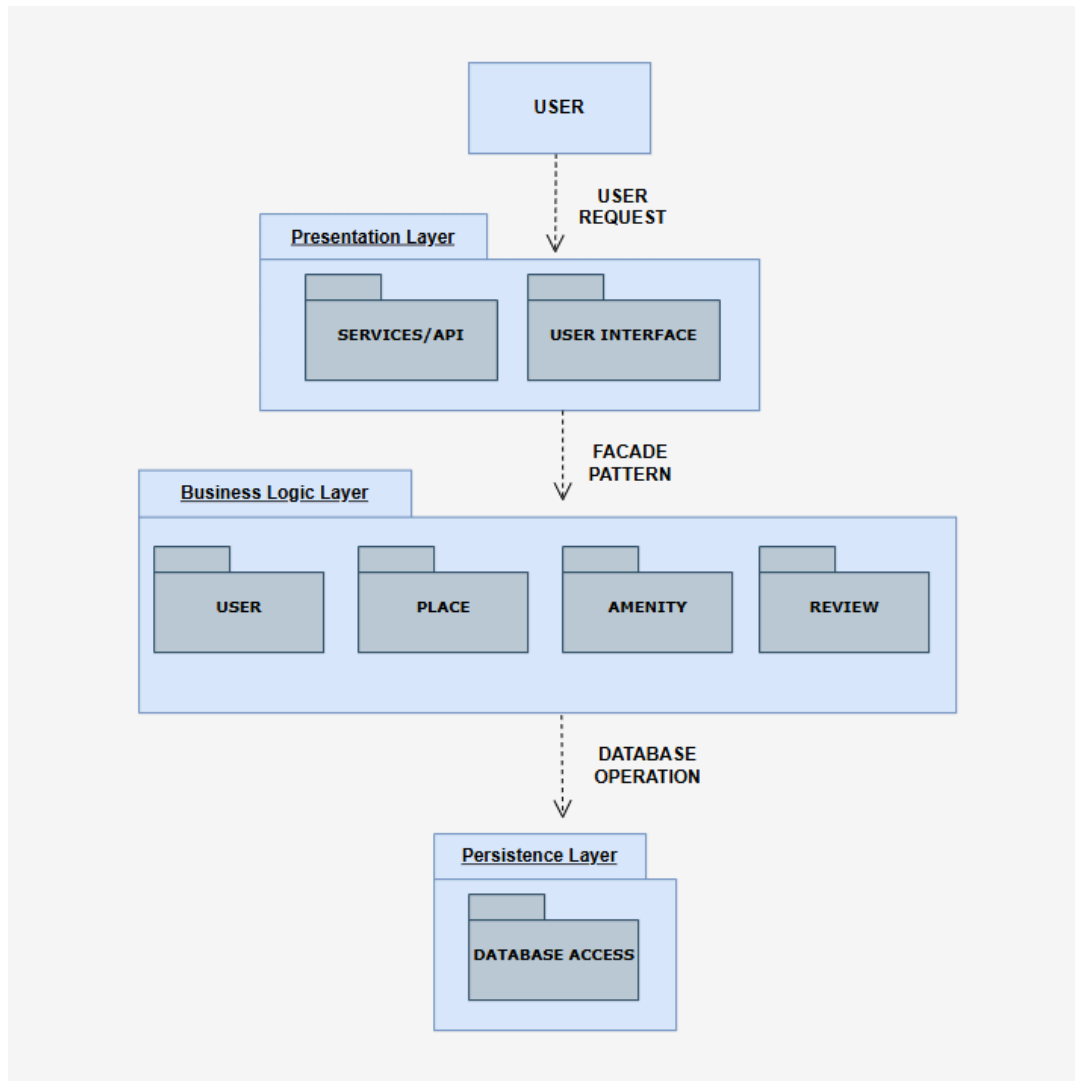 USER
USER
REQUEST
Presentation Layer
SERVICES/API
USER INTERFACE
FACADE
PATTERN
Business Logic Layer
USER
PLACE
AMENITY
REVIEW
DATABASE
OPERATION
Persistence Layer
DATABASE ACCESS